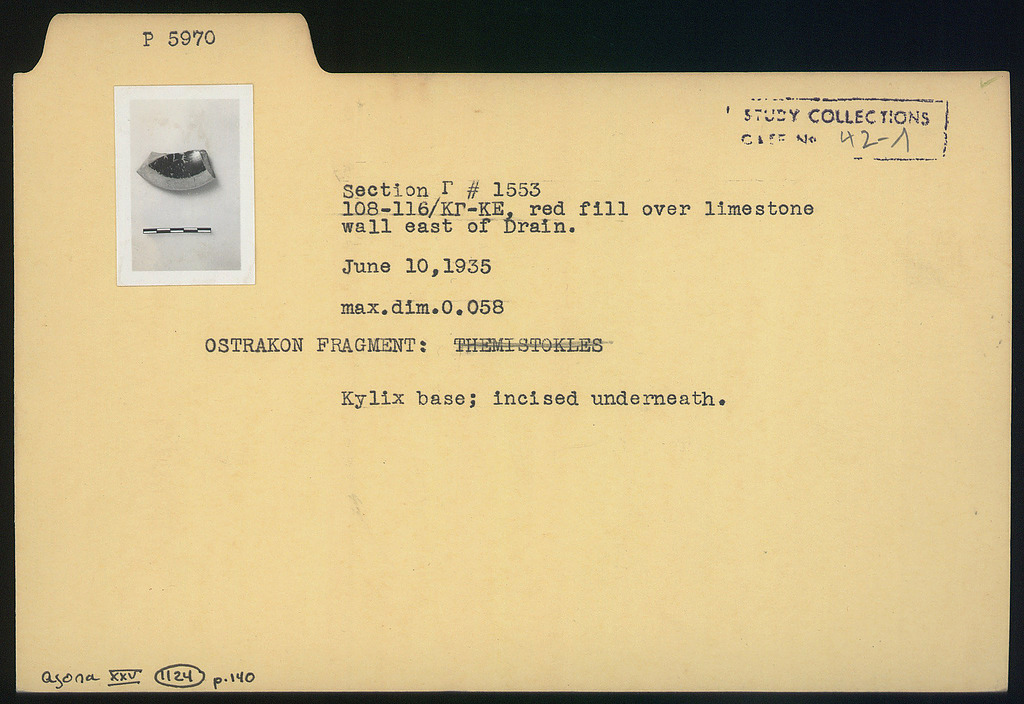 P 5970
STUDY COLLECTIONS
CASE No 42-1
Section Γ # 1553
108-116/ΚΓ-ΚΕ, red fill over limestone
wall east of Drain.
June 10,1935
max.dim.0.058
OSTRAKON FRAGMENT: THEMISTOKLES
Kylix base; incised underneath.
Agora XXV 1124 p.140